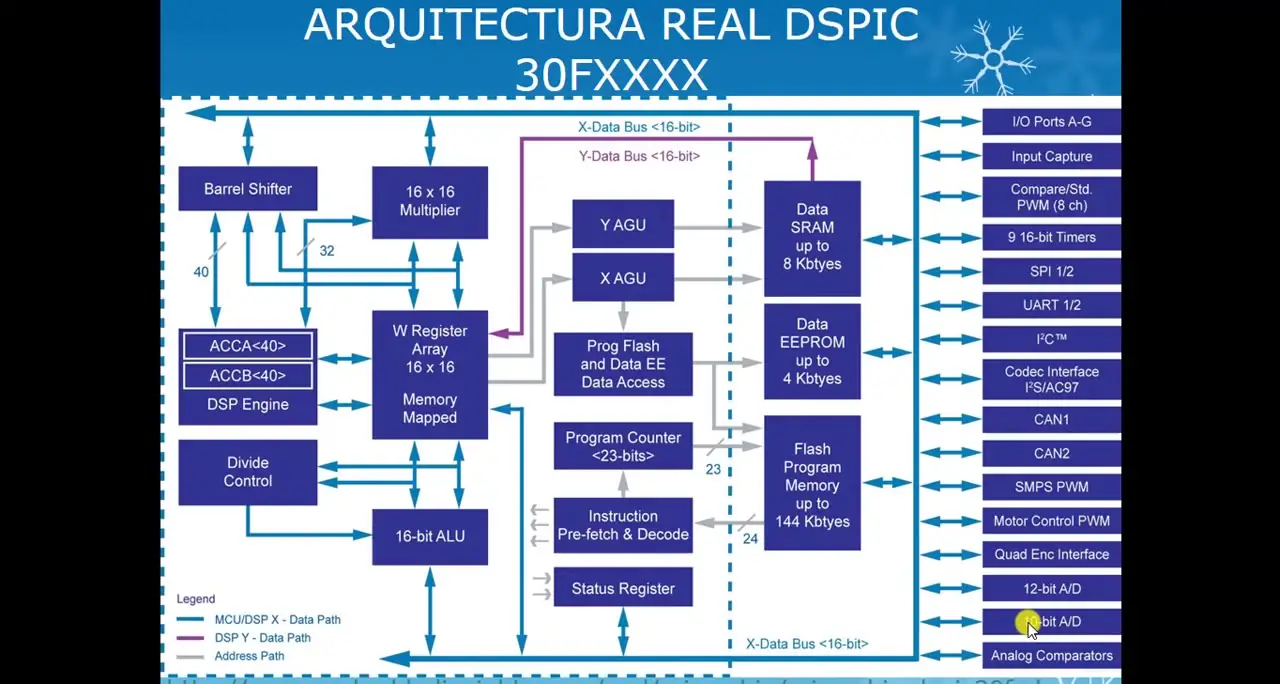 ARQUITECTURA REAL DSPIC
30FXXXX
X-Data Bus <16-bit>
Y-Data Bus <16-bit>
Barrel Shifter
16 x 16
Multiplier
40
32
ACCA<40>
ACCB<40>
DSP Engine
W Register
Array
16 x 16
Memory
Mapped
Divide
Control
16-bit ALU
Y AGU
X AGU
Prog Flash
and Data EE
Data Access
Program Counter
<23-bits>
23
Instruction
Pre-fetch & Decode
24
Status Register
Data
SRAM
up to
8 Kbtyes
Data
EEPROM
up to
4 Kbtyes
Flash
Program
Memory
up to
144 Kbtyes
X-Data Bus <16-bit>
I/O Ports A-G
Input Capture
Compare/Std.
PWM (8 ch)
9 16-bit Timers
SPI 1/2
UART 1/2
I²C™
Codec Interface
I²S/AC97
CAN1
CAN2
SMPS PWM
Motor Control PWM
Quad Enc Interface
12-bit A/D
10-bit A/D
Analog Comparators
Legend
MCU/DSP X - Data Path
DSP Y - Data Path
Address Path